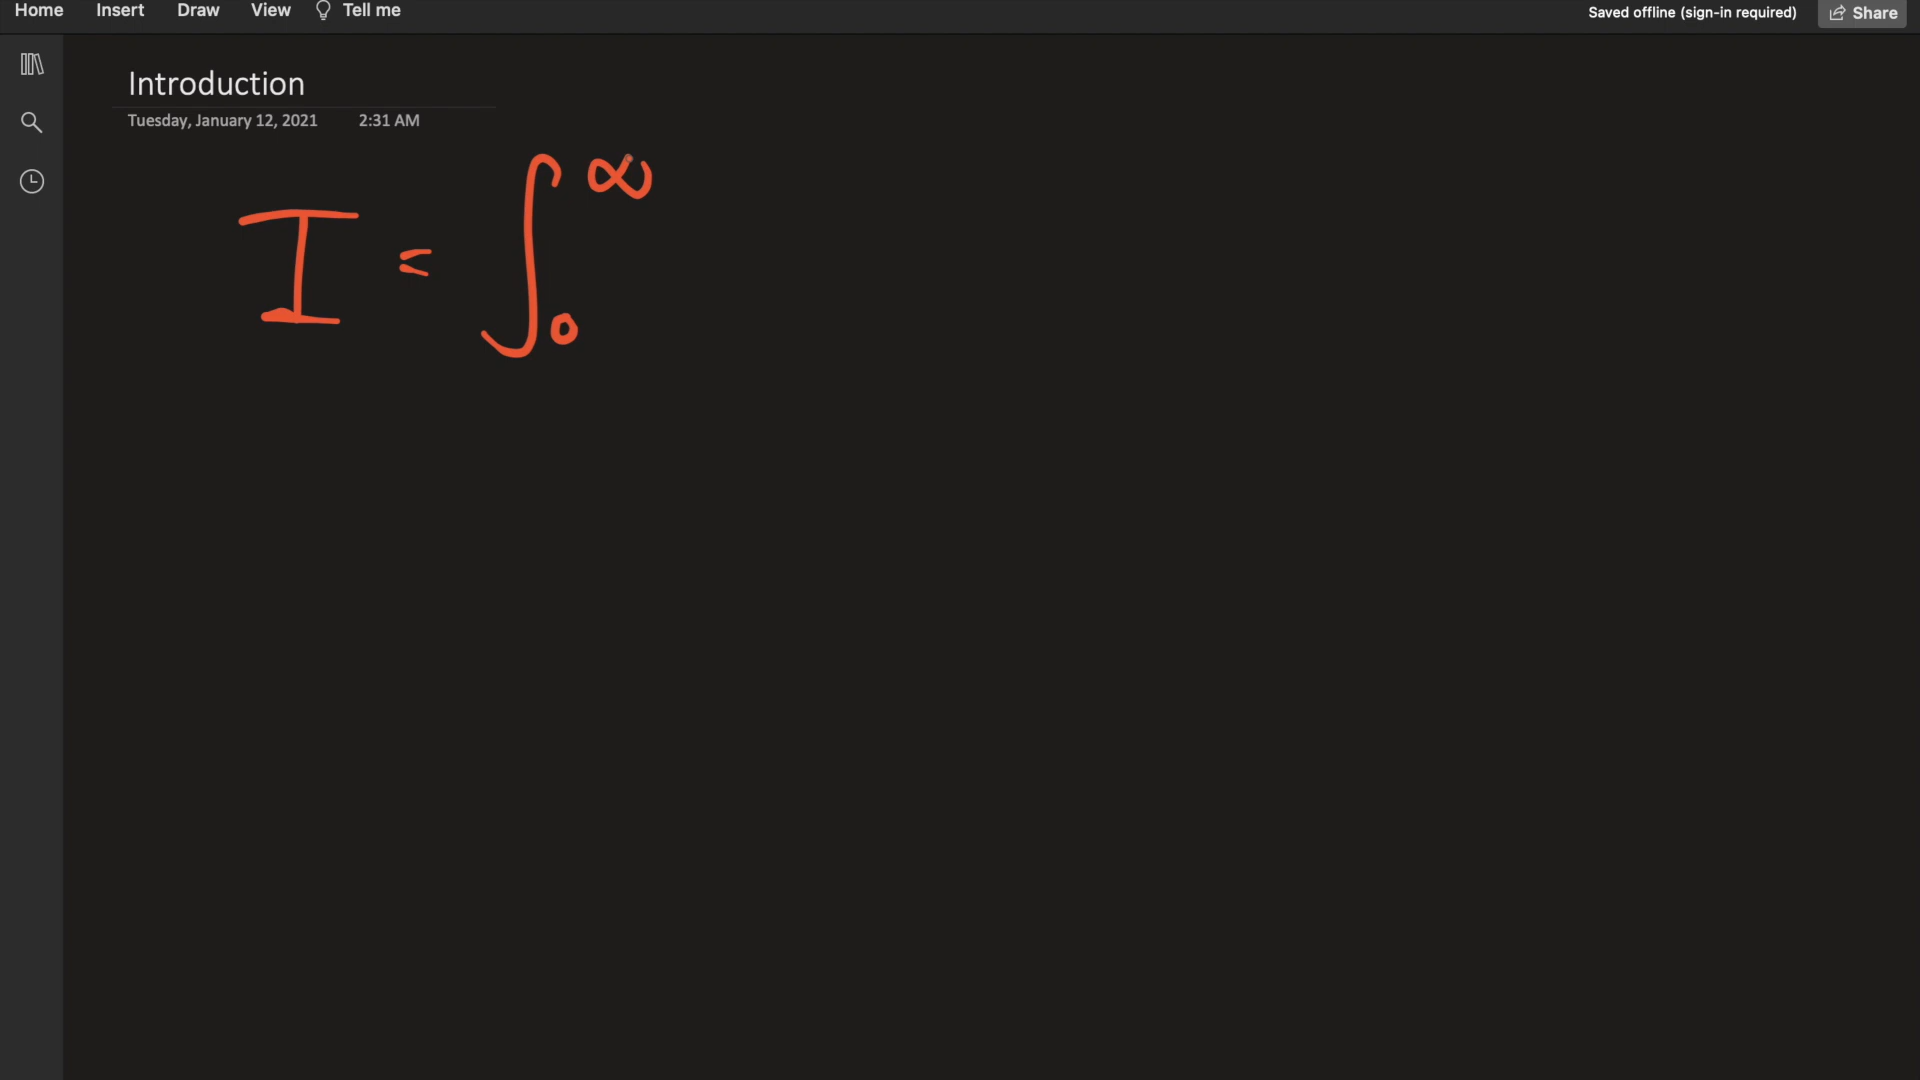 Home Insert Draw View Tell me Saved offline (sign-in required) Share
Introduction
Tuesday, January 12, 2021 2:31 AM
I = ∫₀^∞